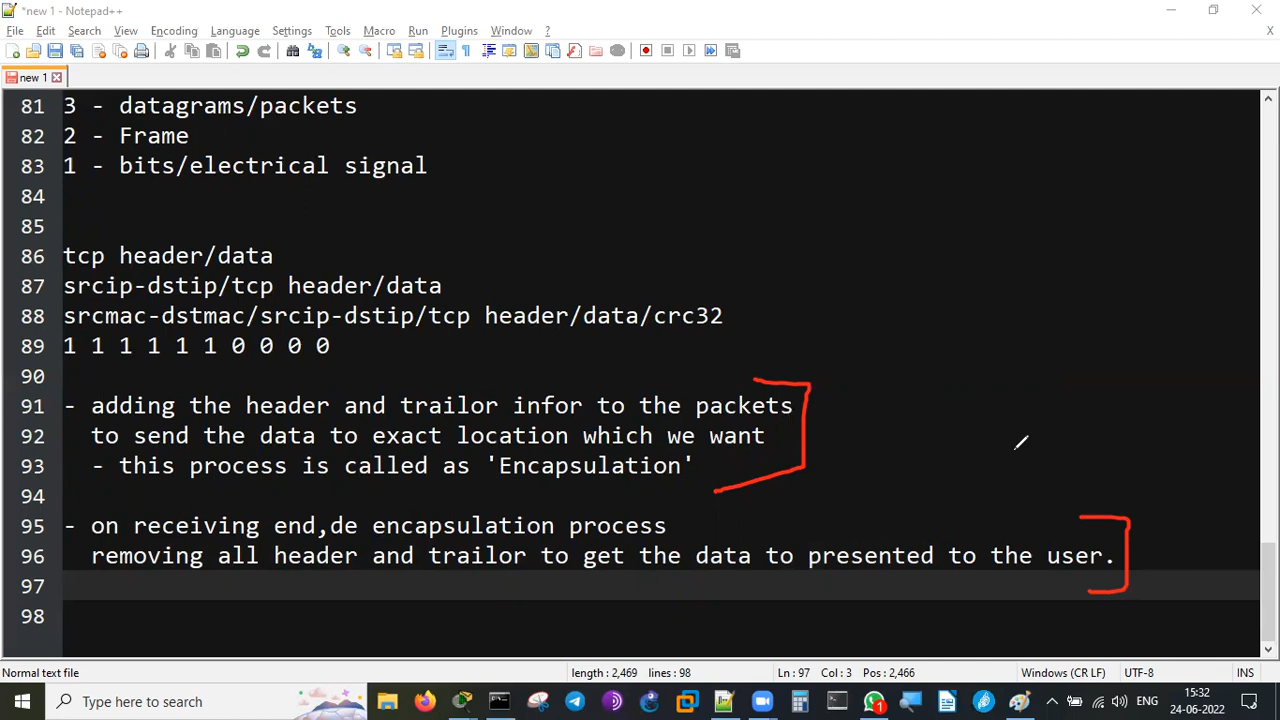 *new 1 - Notepad++
File Edit Search View Encoding Language Settings Tools Macro Run Plugins Window ? X
new 1
81 3 - datagrams/packets
82 2 - Frame
83 1 - bits/electrical signal
84
85
86 tcp header/data
87 srcip-dstip/tcp header/data
88 srcmac-dstmac/srcip-dstip/tcp header/data/crc32
89 1 1 1 1 1 1 0 0 0 0
90
91 - adding the header and trailor infor to the packets
92 to send the data to exact location which we want
93 - this process is called as 'Encapsulation'
94
95 - on receiving end,de encapsulation process
96 removing all header and trailor to get the data to presented to the user.
97
98
Normal text file length : 2,469 lines : 98 Ln : 97 Col : 3 Pos : 2,466 Windows (CR LF) UTF-8 INS
Type here to search 1 ENG 15:32
24-06-2022